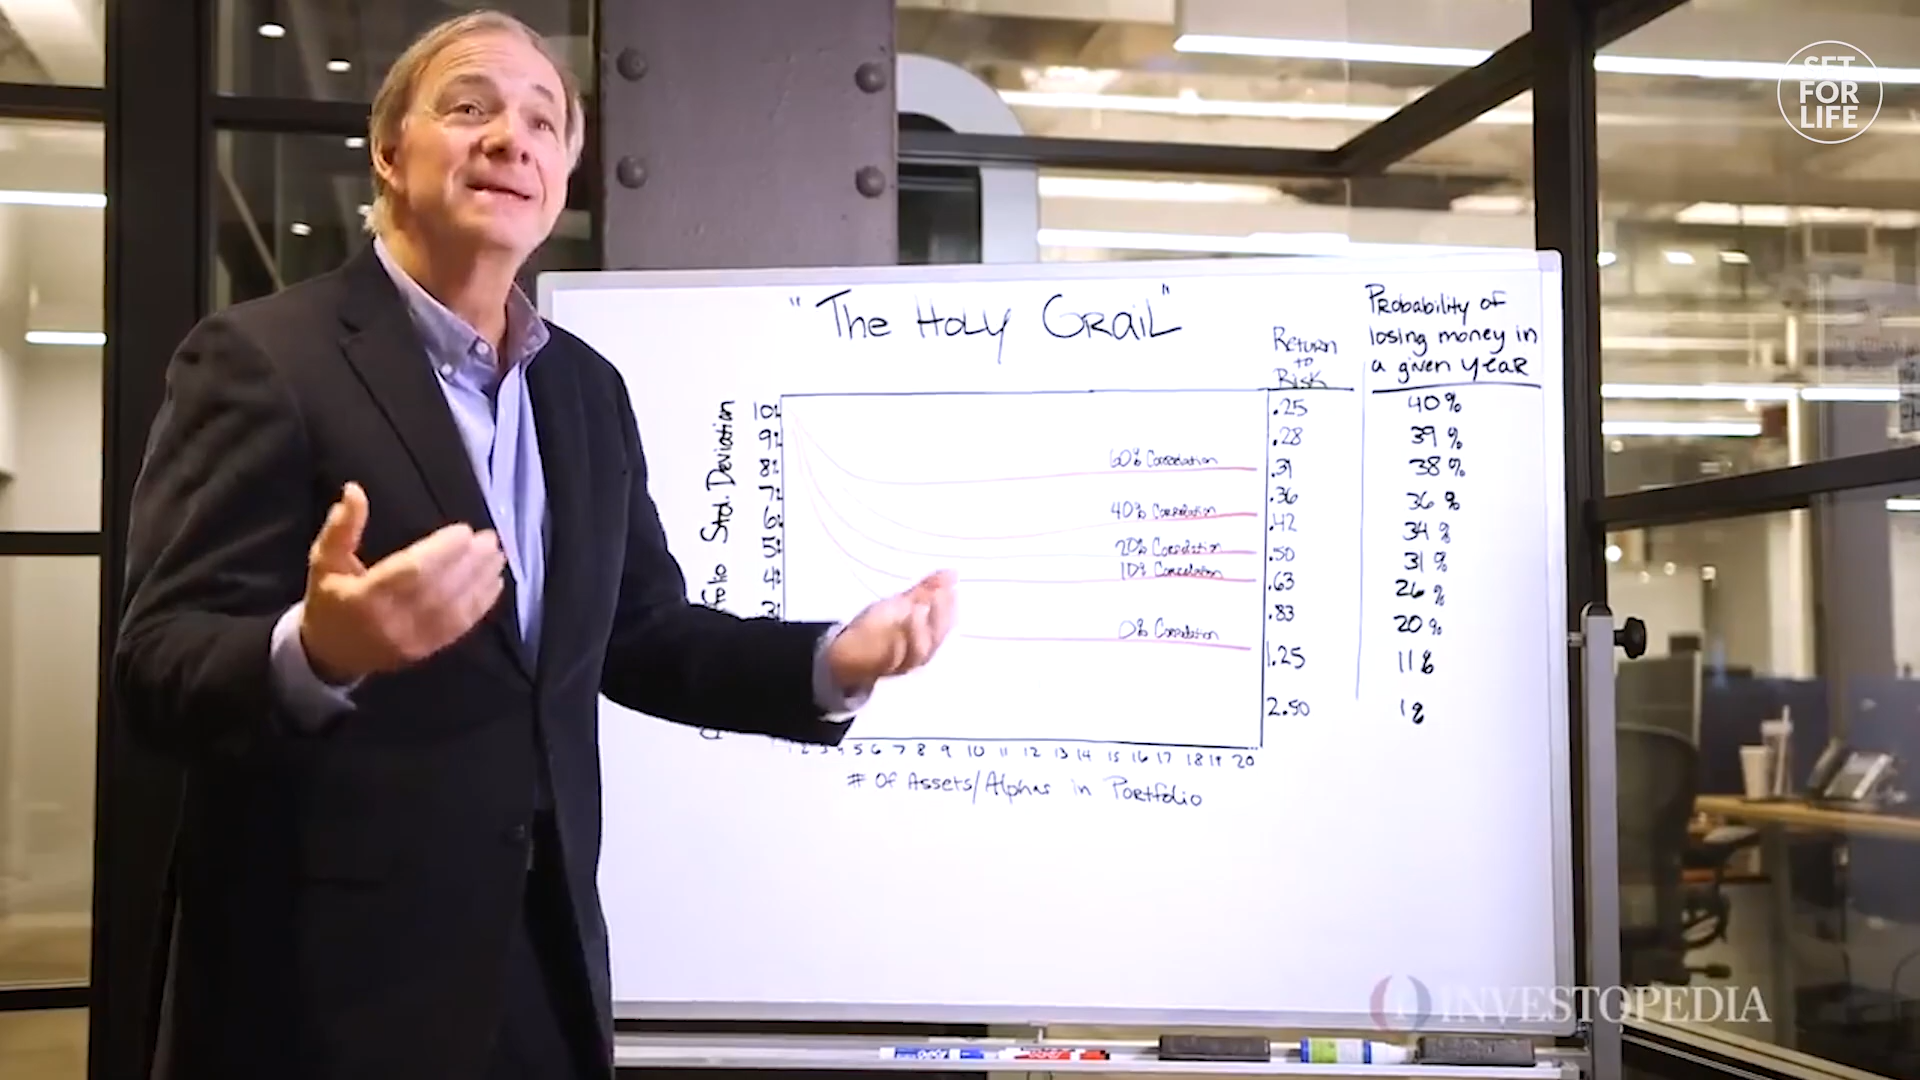 SET
FOR
LIFE
"The Holy Grail"
Return
to
Risk
Probability of
losing money in
a given year
Std. Deviation
10%
9%
8%
7%
6%
5%
4%
3%
60% Correlation
40% Correlation
20% Correlation
10% Correlation
0% Correlation
.25 40%
.28 39%
.31 38%
.36 36%
.42 34%
.50 31%
.63 26%
.83 20%
1.25 11%
2.50 1%
2 3 4 5 6 7 8 9 10 11 12 13 14 15 16 17 18 19 20
# Of Assets/Alphas in Portfolio
INVESTOPEDIA
EXPO